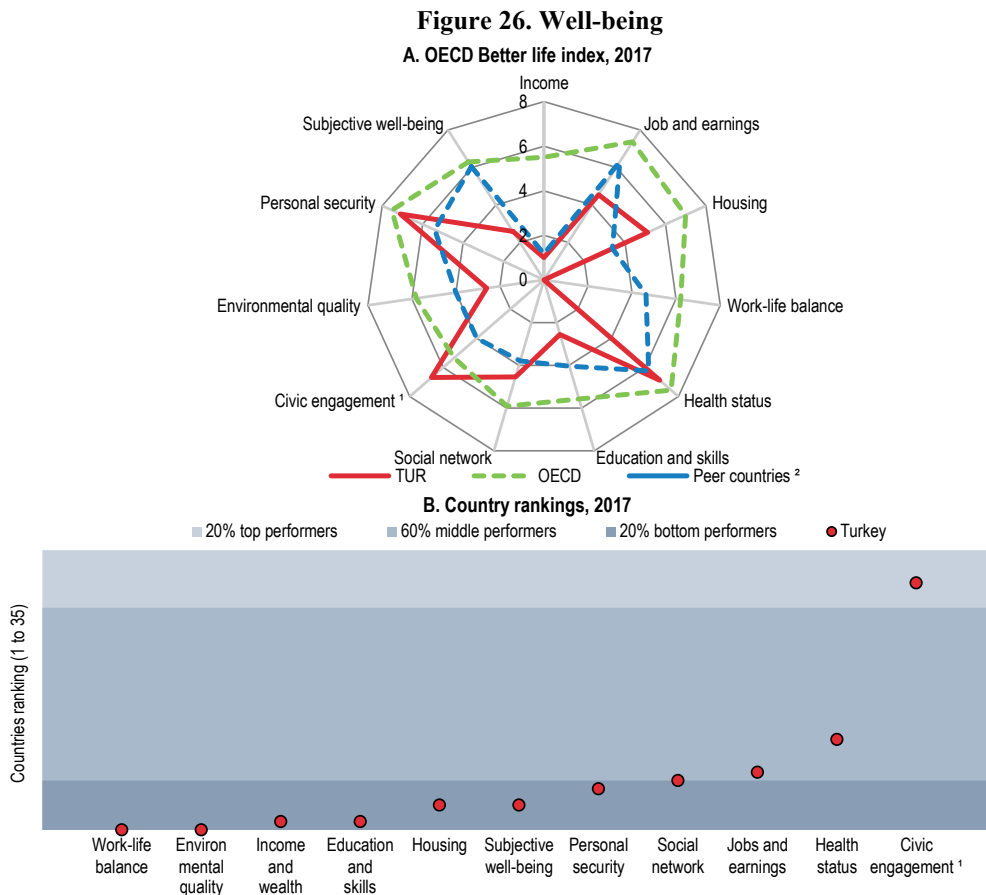 Figure 26. Well-being
A. OECD Better life index, 2017
Income
8
Subjective well-being
Job and earnings
6
Personal security
4
Housing
2
0
Environmental quality
Work-life balance
Civic engagement ¹
Health status
Social network
Education and skills
TUR
OECD
Peer countries ²
B. Country rankings, 2017
20% top performers
60% middle performers
20% bottom performers
Turkey
Countries ranking (1 to 35)
Work-life
balance
Environ
mental
quality
Income
and
wealth
Education
and
skills
Housing
Subjective
well-being
Personal
security
Social
network
Jobs and
earnings
Health
status
Civic
engagement ¹